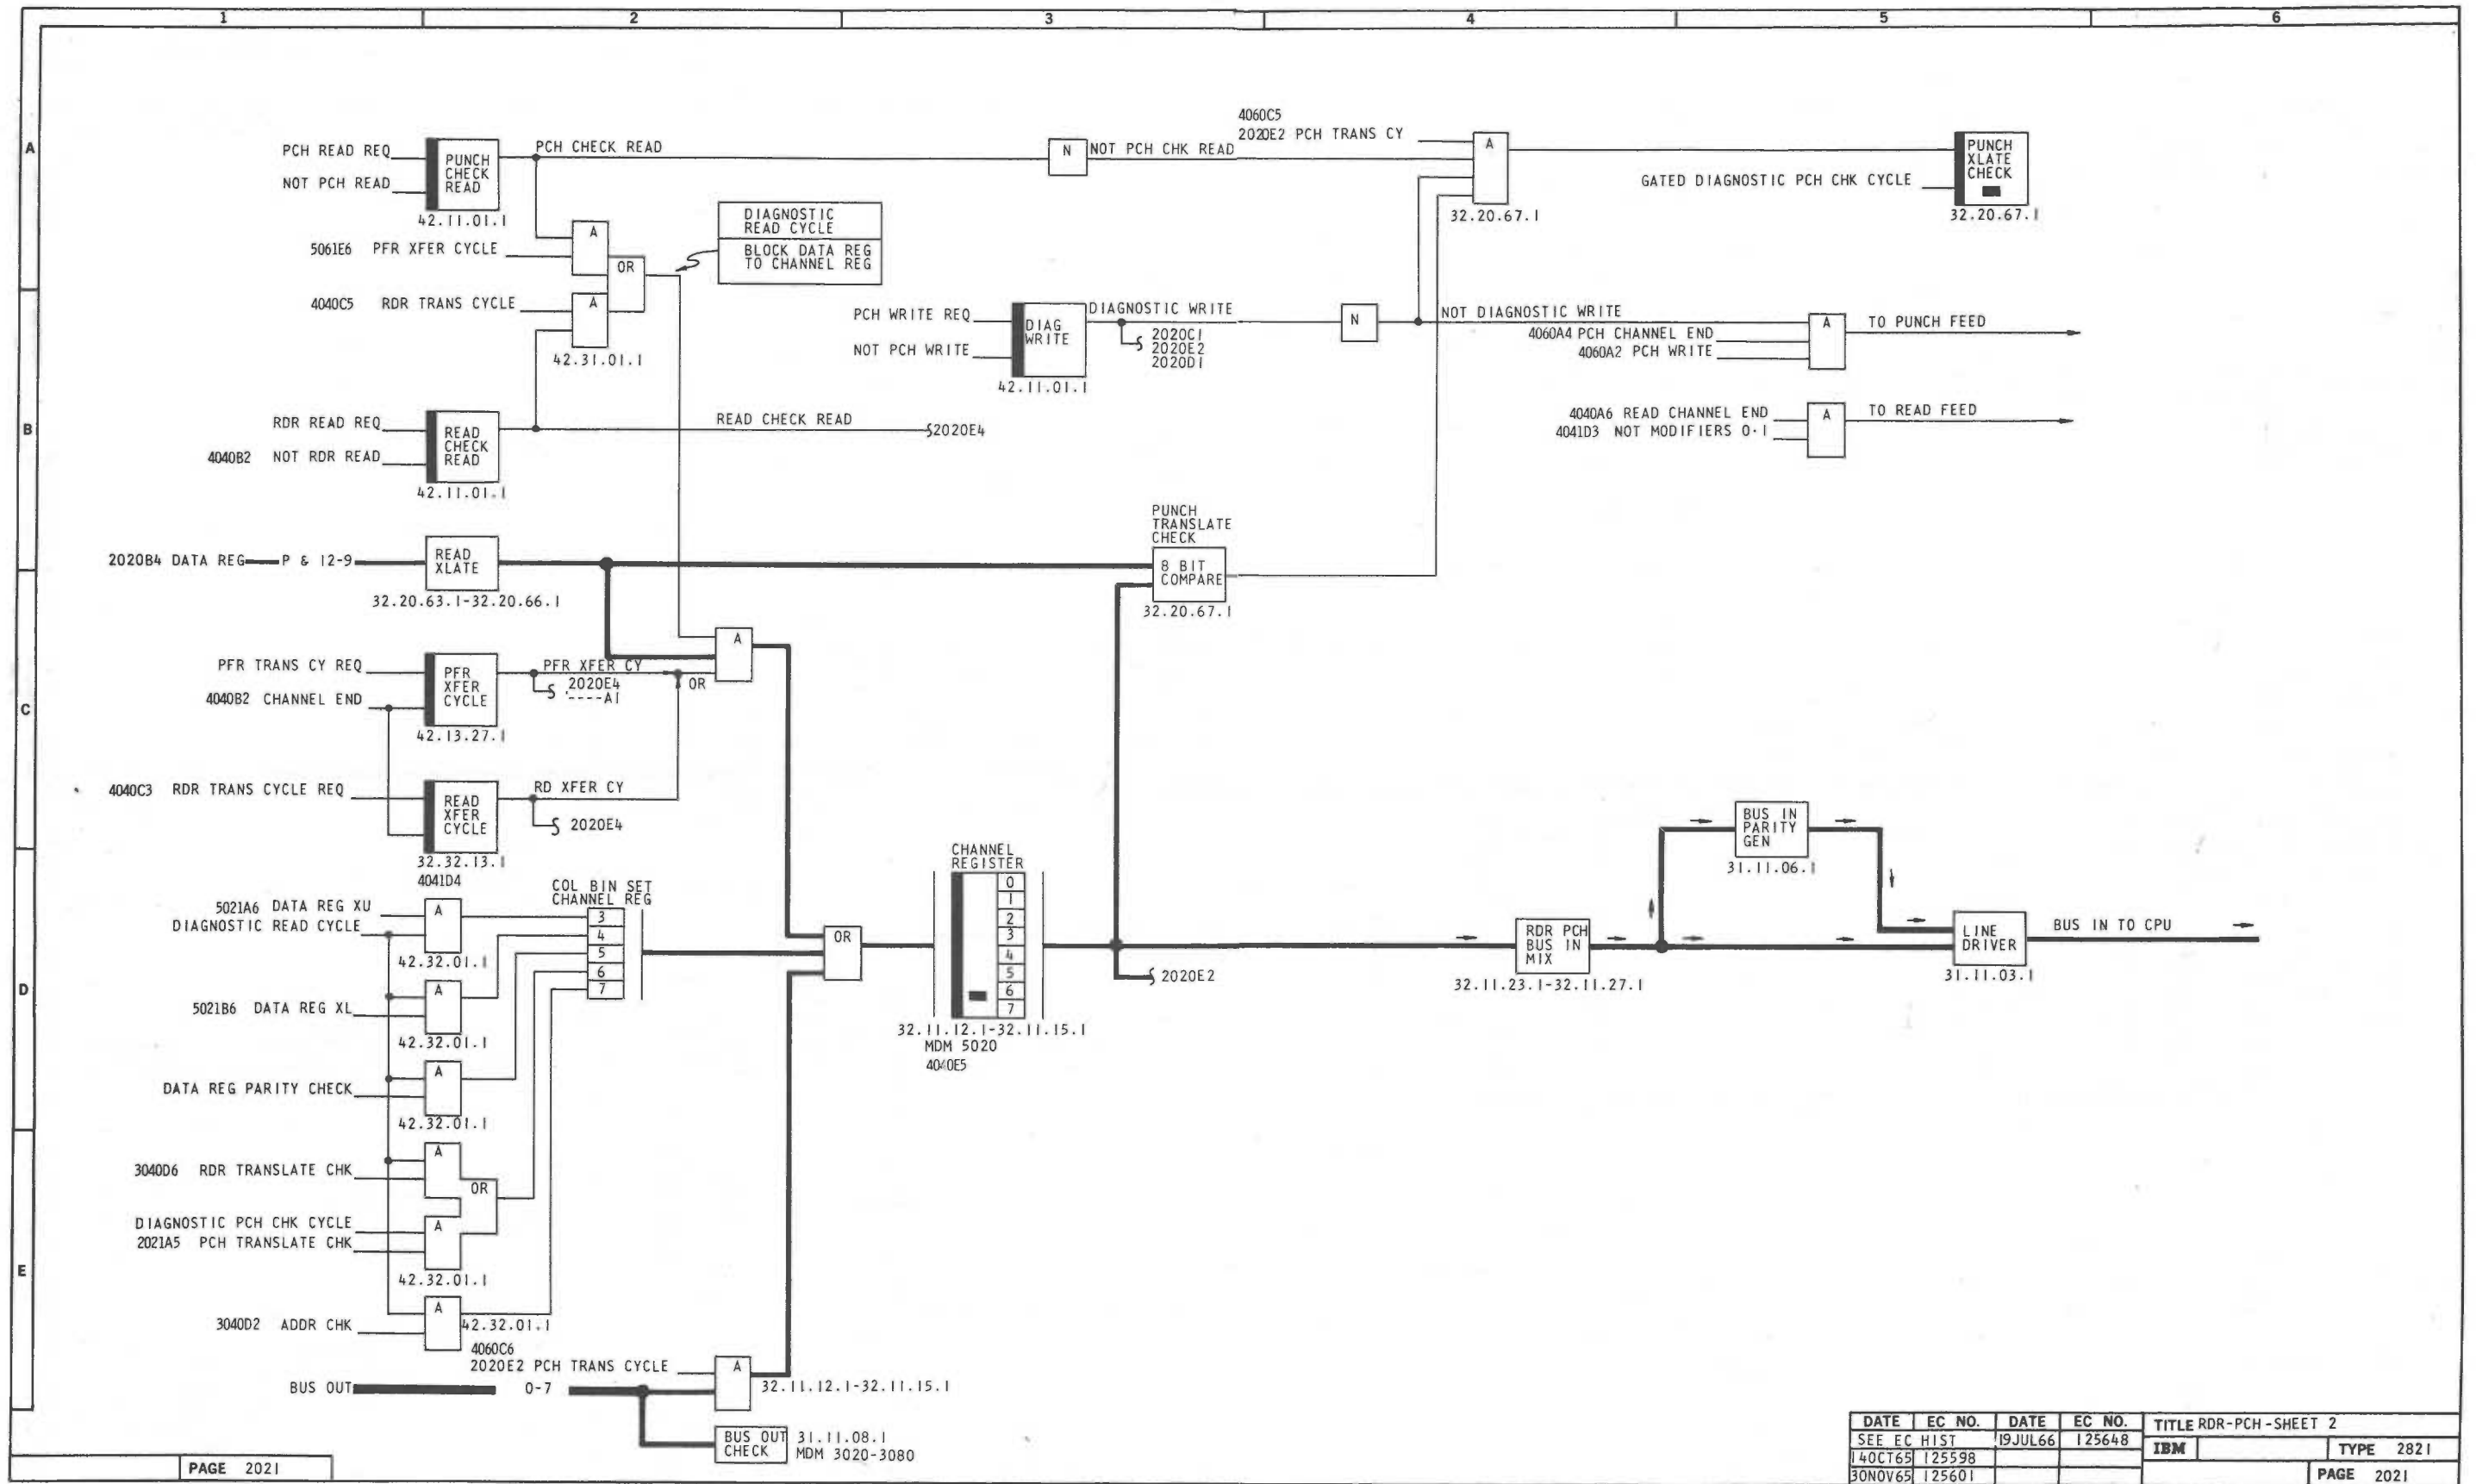 1 2 3 4 5 6
A
B
C
D
E
PCH READ REQ
NOT PCH READ
PUNCH
CHECK
READ
42.11.01.1
PCH CHECK READ
N
NOT PCH CHK READ
4060C5
2020E2 PCH TRANS CY
A
32.20.67.1
GATED DIAGNOSTIC PCH CHK CYCLE
PUNCH
XLATE
CHECK
32.20.67.1
5061E6 PFR XFER CYCLE
A
OR
4040C5 RDR TRANS CYCLE
A
42.31.01.1
DIAGNOSTIC
READ CYCLE
BLOCK DATA REG
TO CHANNEL REG
PCH WRITE REQ
NOT PCH WRITE
DIAG
WRITE
42.11.01.1
DIAGNOSTIC WRITE
2020C1
2020E2
2020D1
N
NOT DIAGNOSTIC WRITE
4060A4 PCH CHANNEL END
4060A2 PCH WRITE
A
TO PUNCH FEED
RDR READ REQ
4040B2 NOT RDR READ
READ
CHECK
READ
42.11.01.1
READ CHECK READ
2020E4
4040A6 READ CHANNEL END
4041D3 NOT MODIFIERS 0·1
A
TO READ FEED
2020B4 DATA REG P & 12-9
READ
XLATE
32.20.63.1-32.20.66.1
PUNCH
TRANSLATE
CHECK
8 BIT
COMPARE
32.20.67.1
A
PFR TRANS CY REQ
4040B2 CHANNEL END
PFR
XFER
CYCLE
42.13.27.1
PFR XFER CY
2020E4
----A1
OR
4040C3 RDR TRANS CYCLE REQ
READ
XFER
CYCLE
32.32.13.1
4041D4
RD XFER CY
2020E4
5021A6 DATA REG XU
DIAGNOSTIC READ CYCLE
A
42.32.01.1
COL BIN SET
CHANNEL REG
3
4
5
6
7
5021B6 DATA REG XL
A
42.32.01.1
DATA REG PARITY CHECK
A
42.32.01.1
OR
CHANNEL
REGISTER
0
1
2
3
4
5
6
7
32.11.12.1-32.11.15.1
MDM 5020
4040E5
2020E2
RDR PCH
BUS IN
MIX
32.11.23.1-32.11.27.1
BUS IN
PARITY
GEN
31.11.06.1
LINE
DRIVER
31.11.03.1
BUS IN TO CPU
3040D6 RDR TRANSLATE CHK
A
OR
DIAGNOSTIC PCH CHK CYCLE
2021A5 PCH TRANSLATE CHK
A
42.32.01.1
3040D2 ADDR CHK
A
42.32.01.1
4060C6
2020E2 PCH TRANS CYCLE
A
32.11.12.1-32.11.15.1
BUS OUT 0-7
BUS OUT
CHECK
31.11.08.1
MDM 3020-3080
PAGE 2021
DATE EC NO. DATE EC NO.
SEE EC HIST 19JUL66 125648
14OCT65 125598
30NOV65 125601
TITLE RDR-PCH-SHEET 2
IBM TYPE 2821
PAGE 2021